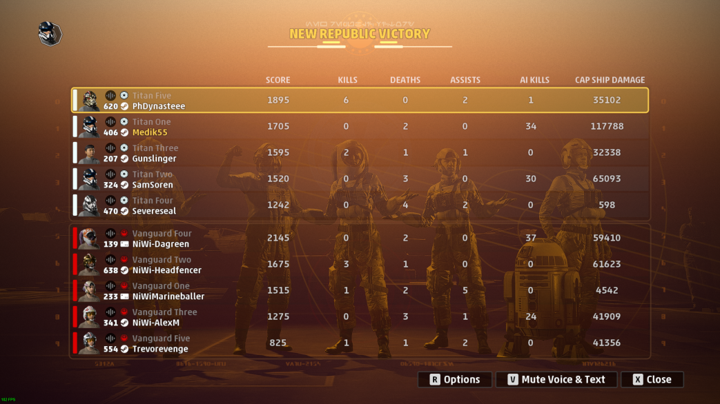 NEW REPUBLIC VICTORY
SCORE KILLS DEATHS ASSISTS AI KILLS CAP SHIP DAMAGE
Titan Five
620 PhDynasteee 1895 6 0 2 1 35102
Titan One
406 Medik55 1705 0 2 0 34 117788
Titan Three
207 Gunslinger 1595 2 1 1 0 32338
Titan Two
324 SamSoren 1520 0 3 0 30 65093
Titan Four
470 Severeseal 1242 0 4 2 0 598
Vanguard Four
139 NiWi-Dagreen 2145 0 2 0 37 59410
Vanguard Two
638 NiWi-Headfencer 1675 3 1 0 0 61623
Vanguard One
233 NiWiMarineballer 1515 1 2 5 0 4542
Vanguard Three
341 NiWi-AlexM 1275 0 3 1 24 41909
Vanguard Five
554 Trevorevenge 825 1 1 2 0 41356
R Options V Mute Voice & Text X Close